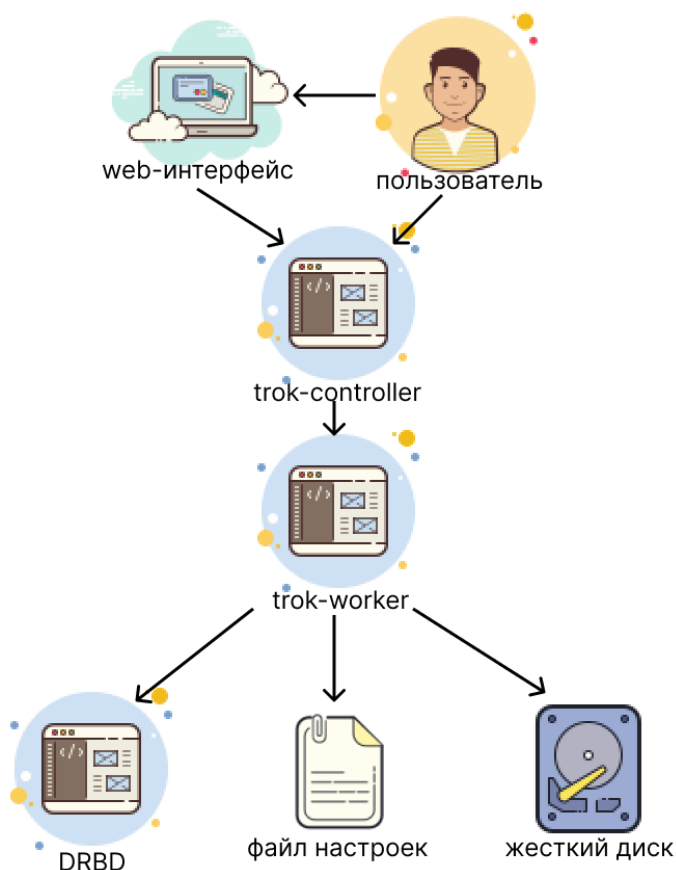 web-интерфейс
пользователь
trok-controller
trok-worker
DRBD
файл настроек
жесткий диск